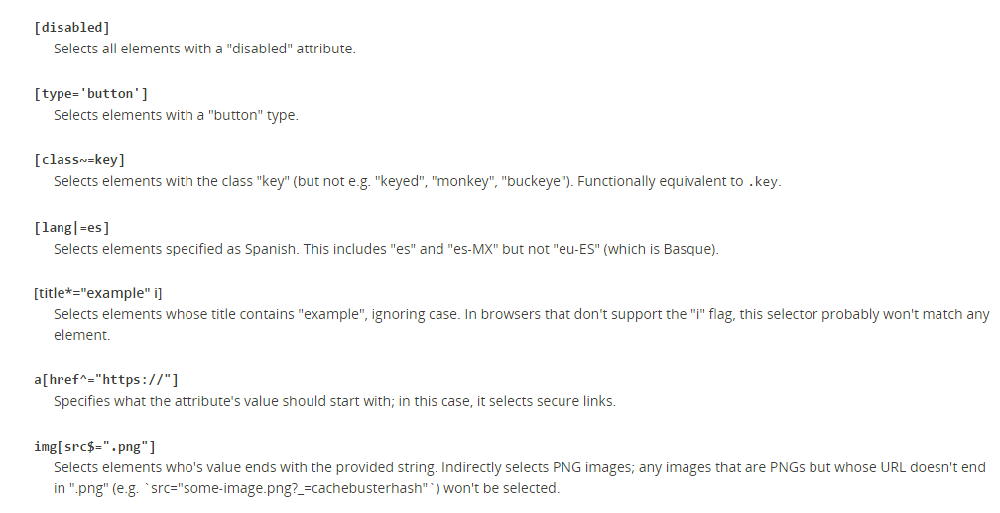 [disabled]
Selects all elements with a "disabled" attribute.
[type='button']
Selects elements with a "button" type.
[class~=key]
Selects elements with the class "key" (but not e.g. "keyed", "monkey", "buckeye"). Functionally equivalent to .key.
[lang|=es]
Selects elements specified as Spanish. This includes "es" and "es-MX" but not "eu-ES" (which is Basque).
[title*="example" i]
Selects elements whose title contains "example", ignoring case. In browsers that don't support the "i" flag, this selector probably won't match any
element.
a[href^="https://"]
Specifies what the attribute's value should start with; in this case, it selects secure links.
img[src$=".png"]
Selects elements who's value ends with the provided string. Indirectly selects PNG images; any images that are PNGs but whose URL doesn't end
in ".png" (e.g. `src="some-image.png?_=cachebusterhash"`) won't be selected.